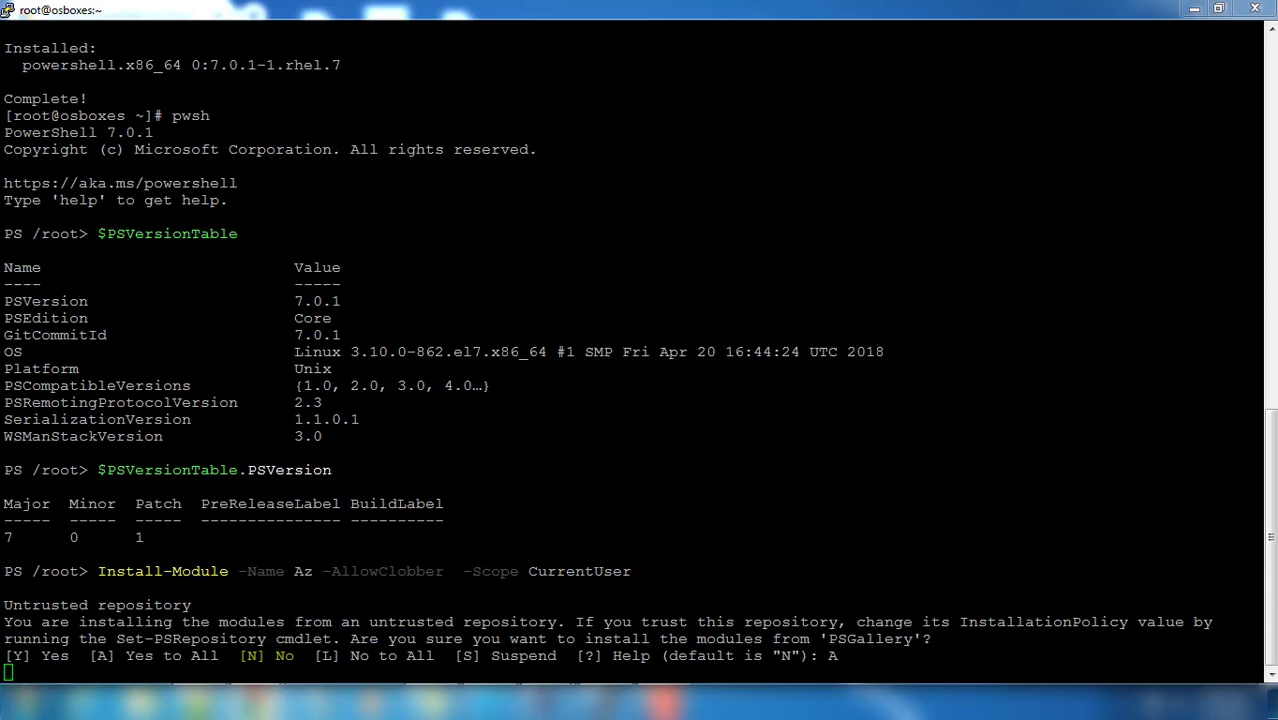 root@osboxes:~
Installed:
powershell.x86_64 0:7.0.1-1.rhel.7
Complete!
[root@osboxes ~]# pwsh
PowerShell 7.0.1
Copyright (c) Microsoft Corporation. All rights reserved.
https://aka.ms/powershell
Type 'help' to get help.
PS /root> $PSVersionTable
Name Value
---- -----
PSVersion 7.0.1
PSEdition Core
GitCommitId 7.0.1
OS Linux 3.10.0-862.el7.x86_64 #1 SMP Fri Apr 20 16:44:24 UTC 2018
Platform Unix
PSCompatibleVersions {1.0, 2.0, 3.0, 4.0…}
PSRemotingProtocolVersion 2.3
SerializationVersion 1.1.0.1
WSManStackVersion 3.0
PS /root> $PSVersionTable.PSVersion
Major Minor Patch PreReleaseLabel BuildLabel
----- ----- ----- --------------- ----------
7 0 1
PS /root> Install-Module -Name Az -AllowClobber -Scope CurrentUser
Untrusted repository
You are installing the modules from an untrusted repository. If you trust this repository, change its InstallationPolicy value by
running the Set-PSRepository cmdlet. Are you sure you want to install the modules from 'PSGallery'?
[Y] Yes [A] Yes to All [N] No [L] No to All [S] Suspend [?] Help (default is "N"): A